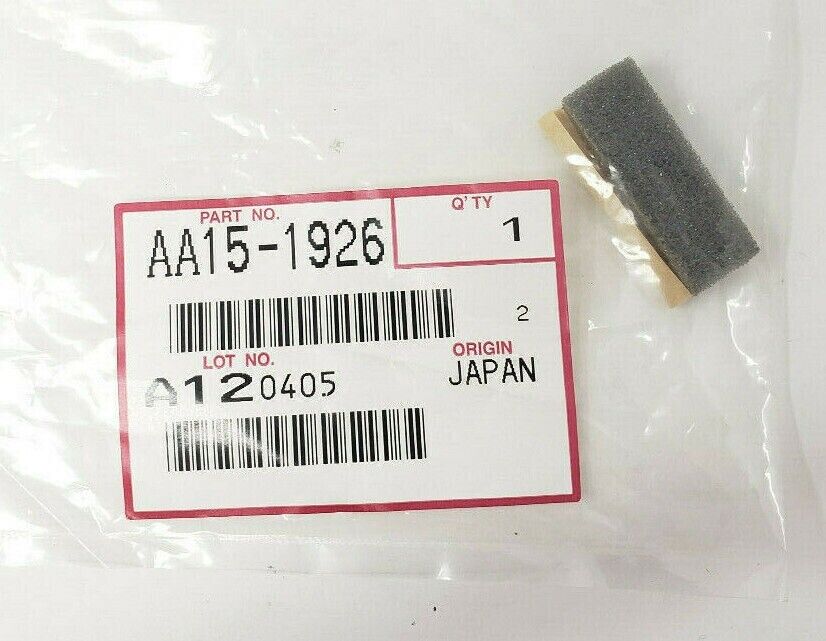 PART NO.
AA15-1926
Q'TY
1
2
LOT NO.
A120405
ORIGIN
JAPAN